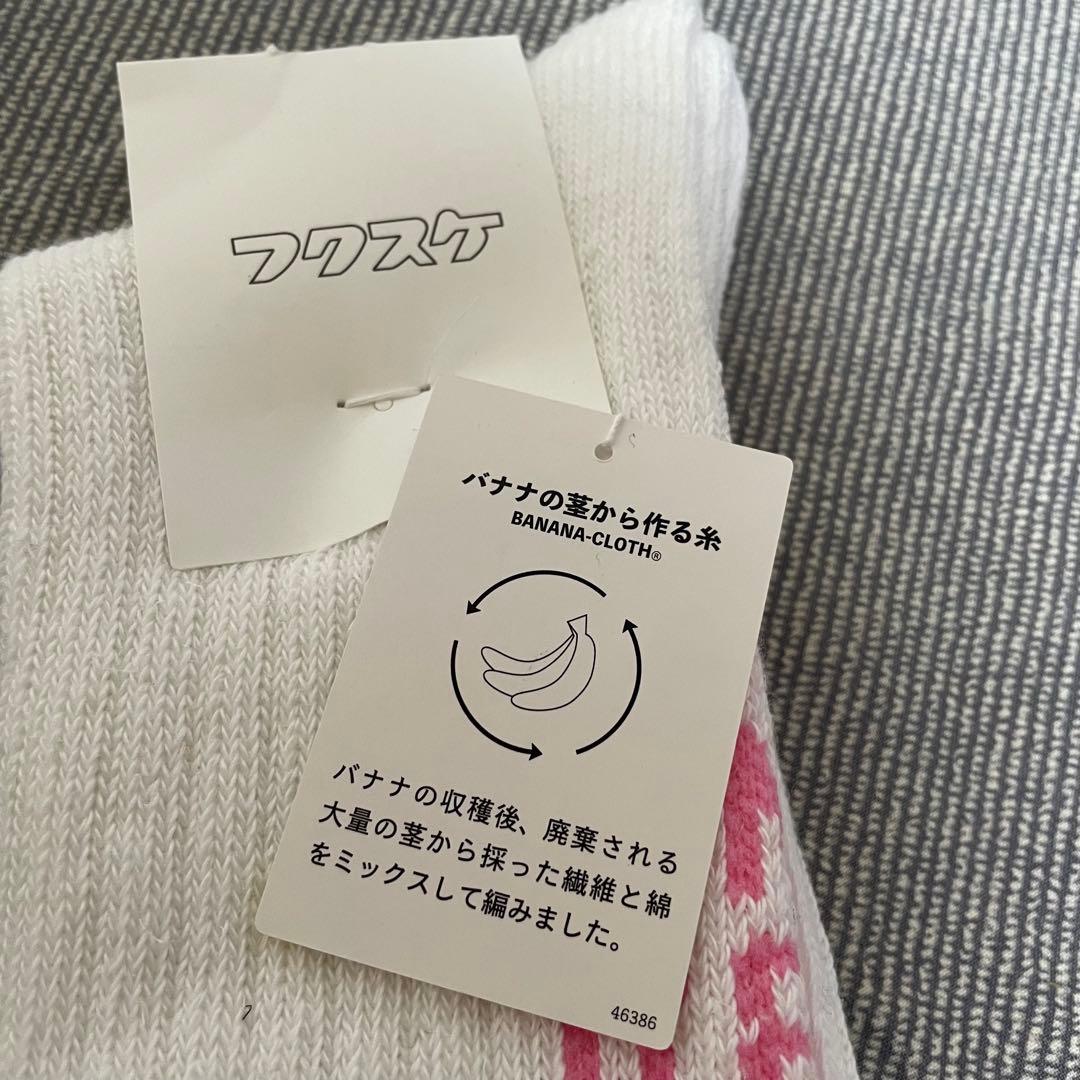 フクスケ
バナナの茎から作る糸
BANANA-CLOTH®
バナナの収穫後、廃棄される
大量の茎から採った繊維と綿
をミックスして編みました。
46386